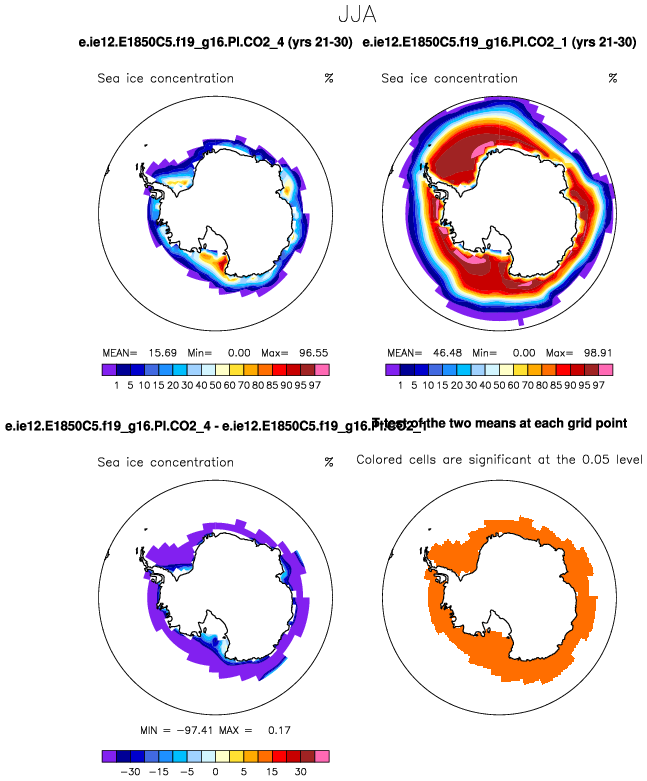 JJA
e.ie12.E1850C5.f19_g16.PI.CO2_4 (yrs 21-30) e.ie12.E1850C5.f19_g16.PI.CO2_1 (yrs 21-30)
Sea ice concentration % Sea ice concentration %
MEAN= 15.69 Min= 0.00 Max= 96.55 MEAN= 46.48 Min= 0.00 Max= 98.91
1 5 10 15 20 30 40 50 60 70 80 85 90 95 97 1 5 10 15 20 30 40 50 60 70 80 85 90 95 97
e.ie12.E1850C5.f19_g16.PI.CO2_4 - e.ie12.E1850C5.f19_g16.PI.CO2_1 T-test of the two means at each grid point
Sea ice concentration % Colored cells are significant at the 0.05 level
MIN = -97.41 MAX = 0.17
-30 -15 -5 0 5 15 30